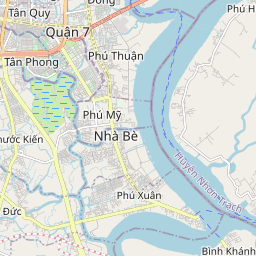 Đông
Tân Quy
Phú H
Quận 7
Phú Thuận
Tân Phong
Phú Mỹ
Nhà Bè
hước Kiển
Huyện Nhơn Trạch
Phú Xuân
Đức
Bình Khánh